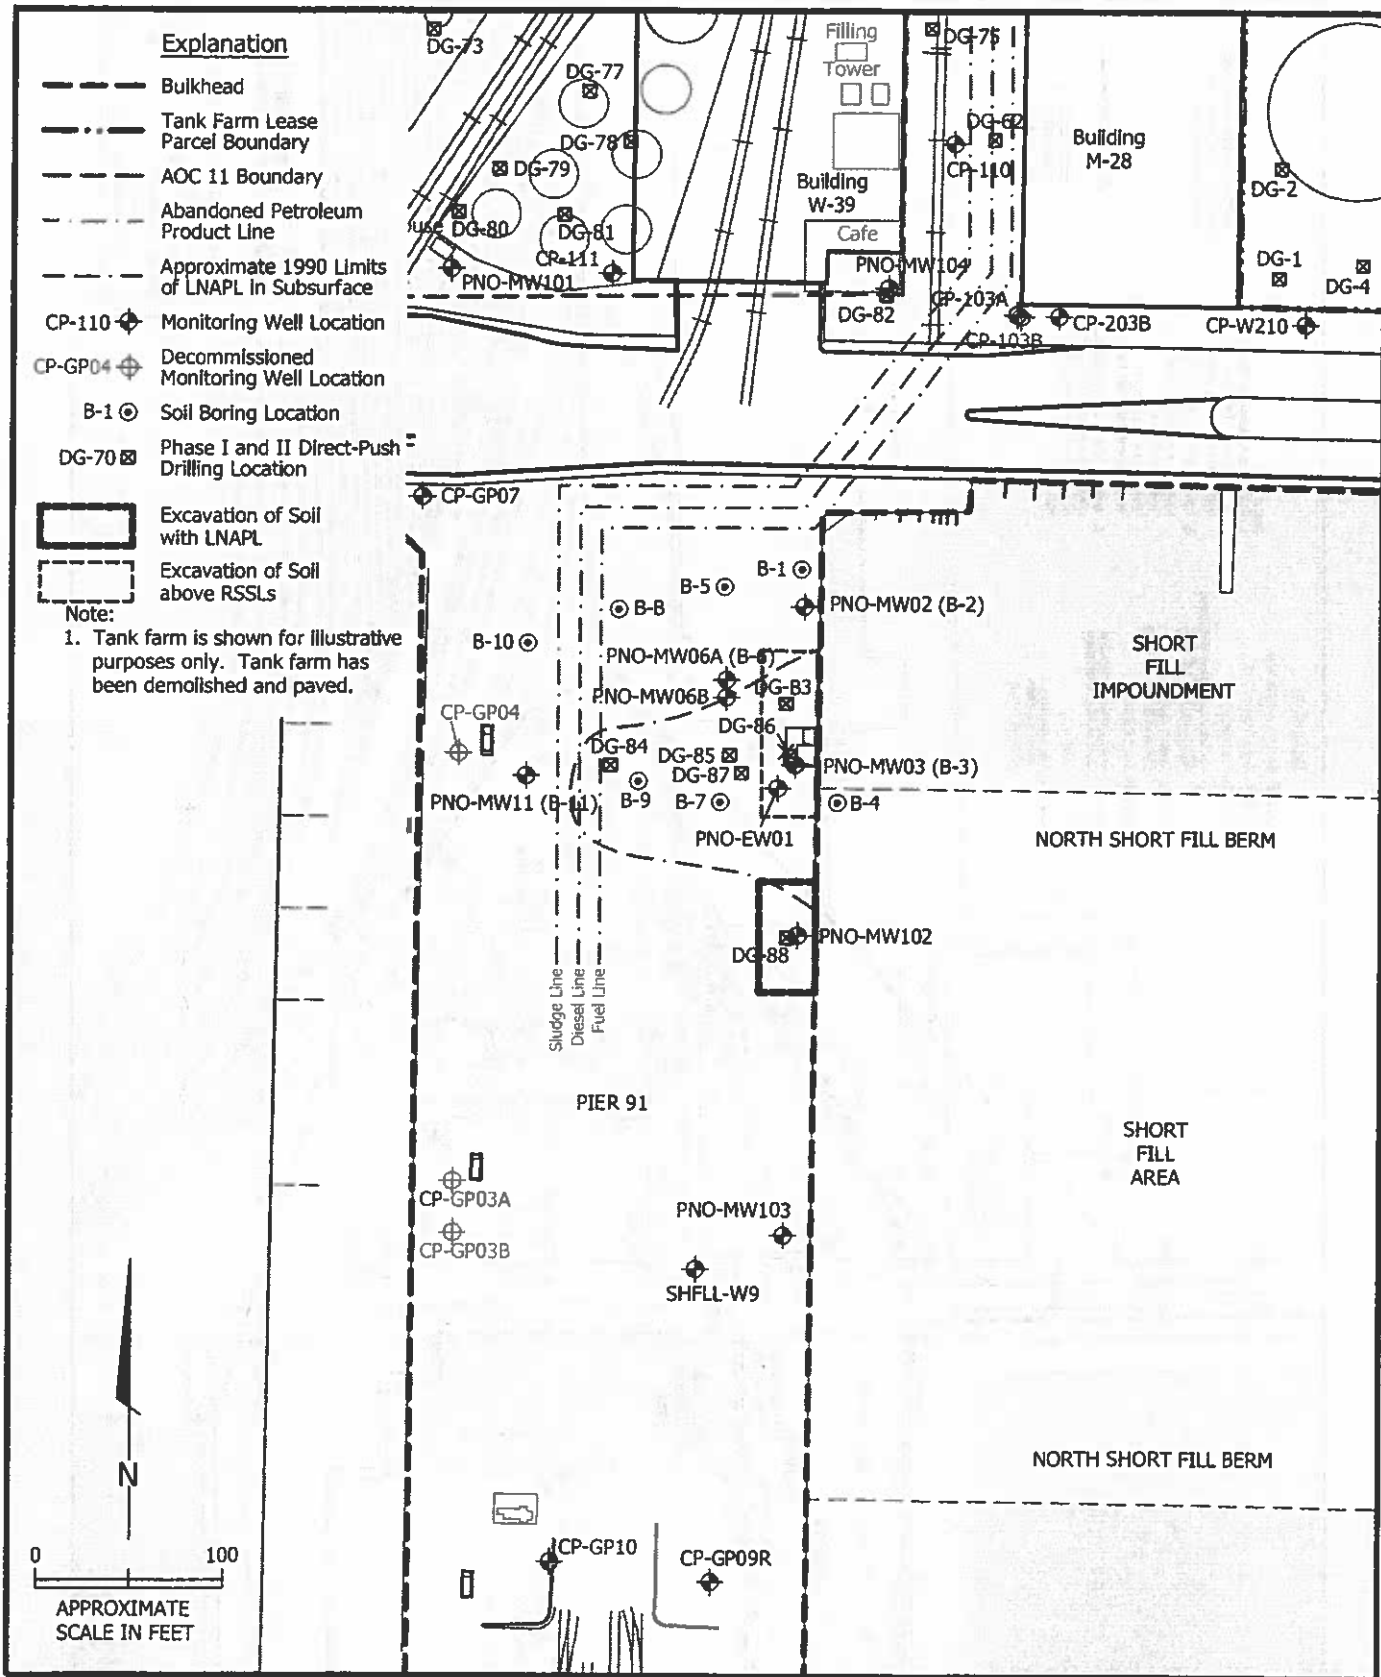 Explanation
Bulkhead
Tank Farm Lease
Parcel Boundary
AOC 11 Boundary
Abandoned Petroleum
Product Line
Approximate 1990 Limits
of LNAPL in Subsurface
CP-110
Monitoring Well Location
CP-GP04
Decommissioned
Monitoring Well Location
B-1
Soil Boring Location
DG-70
Phase I and II Direct-Push
Drilling Location
Excavation of Soil
with LNAPL
Excavation of Soil
above RSSLs
Note:
1. Tank farm is shown for illustrative
purposes only. Tank farm has
been demolished and paved.
DG-73
DG-77
DG-78
DG-79
DG-80
DG-81
CP-111
PNO-MW101
Filling
Tower
Building
W-39
Cafe
PNO-MW104
DG-82
DG-75
DG-62
CP-110
Building
M-28
CP-103A
CP-103B
CP-203B
DG-2
DG-1
DG-4
CP-W210
CP-GP07
B-1
B-5
B-8
B-10
PNO-MW02 (B-2)
PNO-MW06A (B-6)
PNO-MW06B
DG-83
DG-86
CP-GP04
DG-84
DG-85
DG-87
PNO-MW03 (B-3)
PNO-MW11 (B-11)
B-9
B-7
B-4
PNO-EW01
SHORT
FILL
IMPOUNDMENT
NORTH SHORT FILL BERM
PNO-MW102
DG-88
Sludge Line
Diesel Line
Fuel Line
PIER 91
SHORT
FILL
AREA
CP-GP03A
CP-GP03B
PNO-MW103
SHFLL-W9
N
NORTH SHORT FILL BERM
0 100
APPROXIMATE
SCALE IN FEET
CP-GP10
CP-GP09R